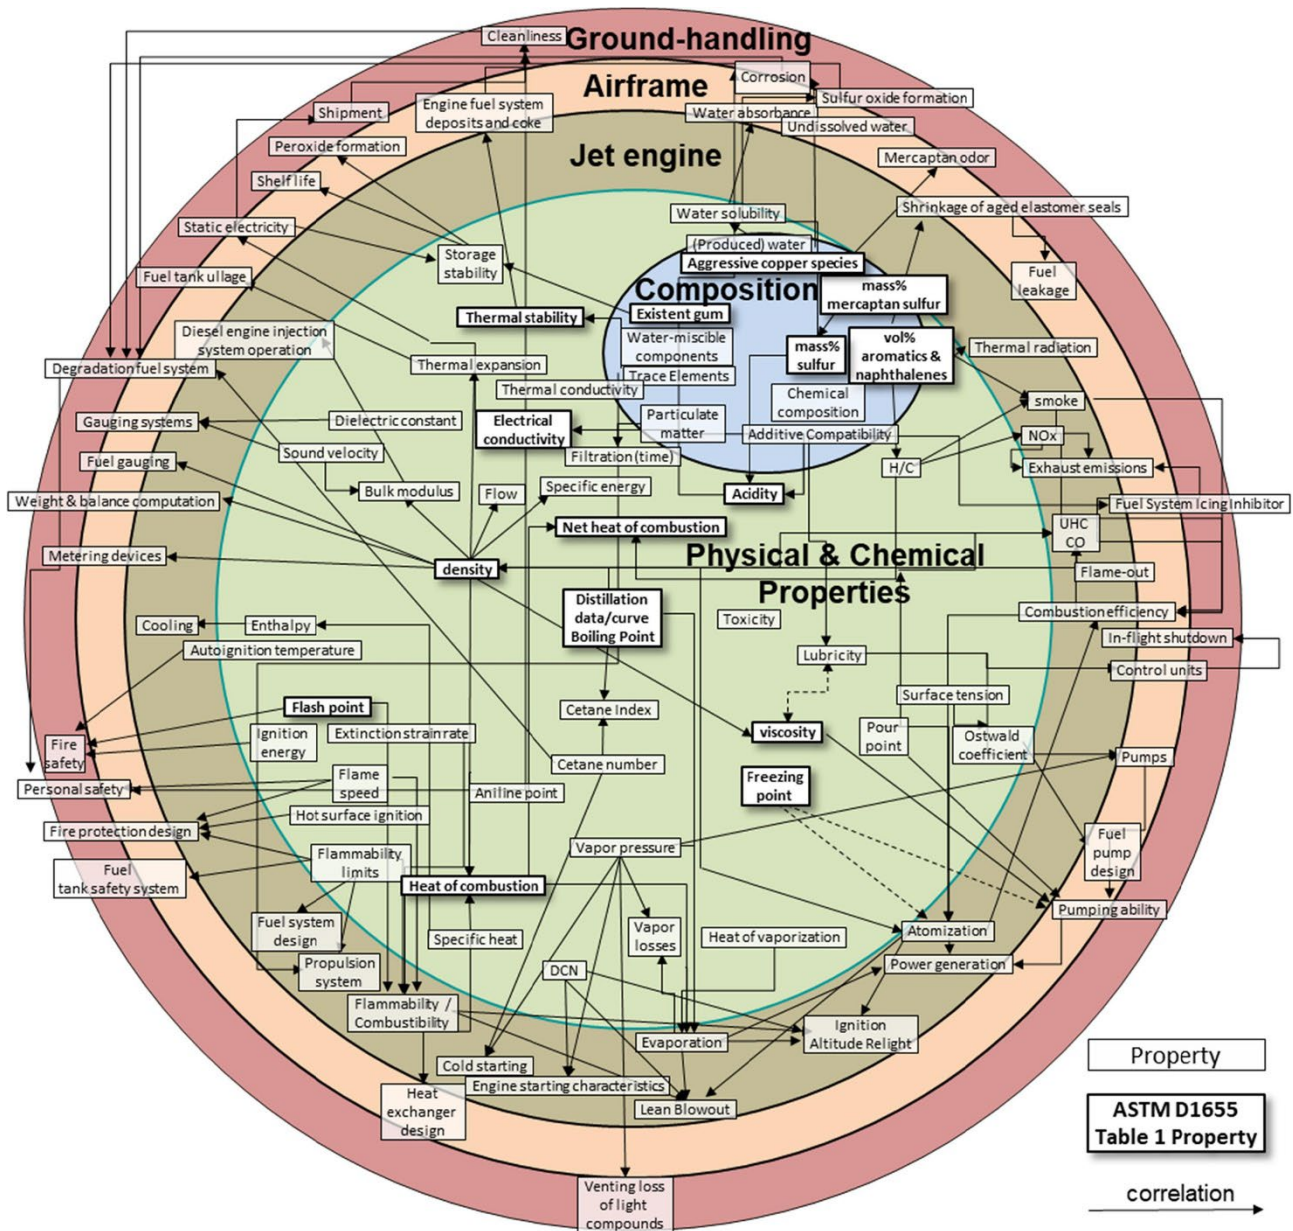 Cleanliness
Ground-handling
Airframe
Corrosion
Sulfur oxide formation
Engine fuel system
deposits and coke
Shipment
Water absorbance
Undissolved water
Peroxide formation
Jet engine
Mercaptan odor
Shelf life
Static electricity
Water solubility
Shrinkage of aged elastomer seals
Storage
stability
(Produced) water
Aggressive copper species
Fuel tank ullage
Fuel
leakage
Composition
mass%
mercaptan sulfur
Thermal stability
Existent gum
Diesel engine injection
system operation
Water-miscible
components
mass%
sulfur
vol%
aromatics &
naphthalenes
Thermal radiation
Degradation fuel system
Thermal expansion
Trace Elements
Thermal conductivity
Chemical
composition
smoke
Gauging systems
Dielectric constant
Electrical
conductivity
Particulate
matter
Additive Compatibility
NOx
Sound velocity
Filtration (time)
Fuel gauging
H/C
Exhaust emissions
Bulk modulus
Flow
Specific energy
Acidity
Weight & balance computation
Fuel System Icing Inhibitor
Net heat of combustion
UHC
CO
Metering devices
density
Physical & Chemical
Properties
Flame-out
Distillation
data/curve
Boiling Point
Toxicity
Combustion efficiency
Cooling
Enthalpy
In-flight shutdown
Autoignition temperature
Lubricity
Control units
Surface tension
Flash point
Cetane Index
Ignition
energy
Extinction strain rate
viscosity
Pour
point
Ostwald
coefficient
Fire
safety
Pumps
Cetane number
Flame
speed
Freezing
point
Personal safety
Aniline point
Hot surface ignition
Fire protection design
Fuel
pump
design
Flammability
limits
Vapor pressure
Fuel
tank safety system
Heat of combustion
Pumping ability
Fuel system
design
Specific heat
Vapor
losses
Heat of vaporization
Atomization
Propulsion
system
DCN
Power generation
Flammability /
Combustibility
Ignition
Altitude Relight
Evaporation
Cold starting
Engine starting characteristics
Heat
exchanger
design
Lean Blowout
Venting loss
of light
compounds
Property
ASTM D1655
Table 1 Property
correlation